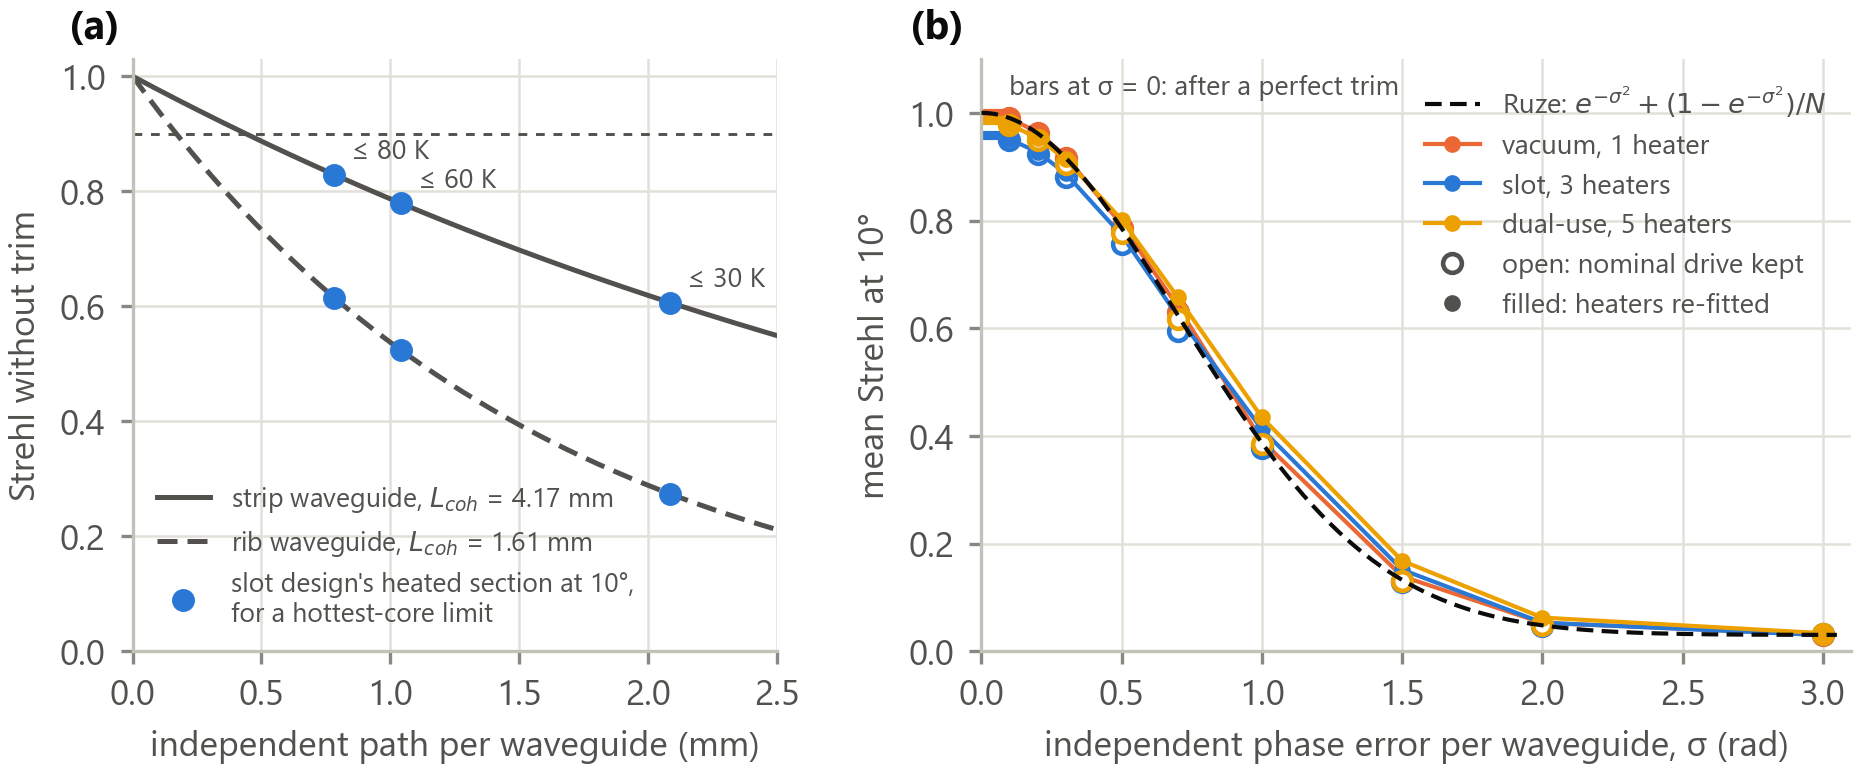 (a)
Strehl without trim
1.0
0.8
0.6
0.4
0.2
0.0
≤ 80 K
≤ 60 K
≤ 30 K
strip waveguide, L_coh = 4.17 mm
rib waveguide, L_coh = 1.61 mm
slot design's heated section at 10°,
for a hottest-core limit
0.0 0.5 1.0 1.5 2.0 2.5
independent path per waveguide (mm)
(b)
mean Strehl at 10°
1.0
0.8
0.6
0.4
0.2
0.0
bars at σ = 0: after a perfect trim
Ruze: e^{−σ²} + (1 − e^{−σ²})/N
vacuum, 1 heater
slot, 3 heaters
dual-use, 5 heaters
open: nominal drive kept
filled: heaters re-fitted
0.0 0.5 1.0 1.5 2.0 2.5 3.0
independent phase error per waveguide, σ (rad)